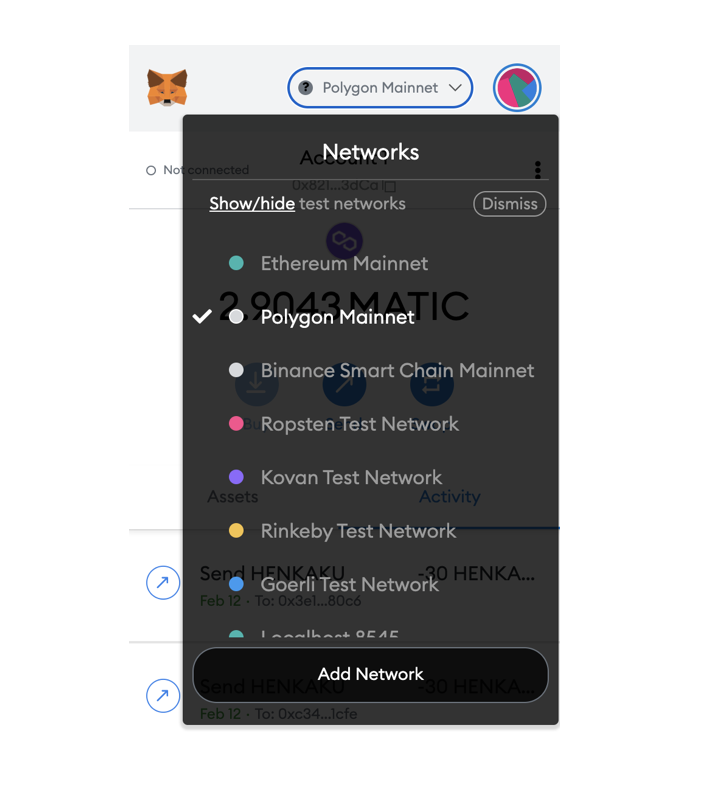 Polygon Mainnet
Networks
Account 1
Not connected
0x821...3dCa
Show/hide test networks
Dismiss
Ethereum Mainnet
2.9043 MATIC
Polygon Mainnet
Binance Smart Chain Mainnet
Ropsten Test Network
Kovan Test Network
Assets
Activity
Rinkeby Test Network
Send HENKAKU
-30 HENKA...
Goerli Test Network
Feb 12 · To: 0x3e1...80c6
Localhost 8545
Add Network
Send HENKAKU
-30 HENKA...
Feb 12 · To: 0xc34...1cfe